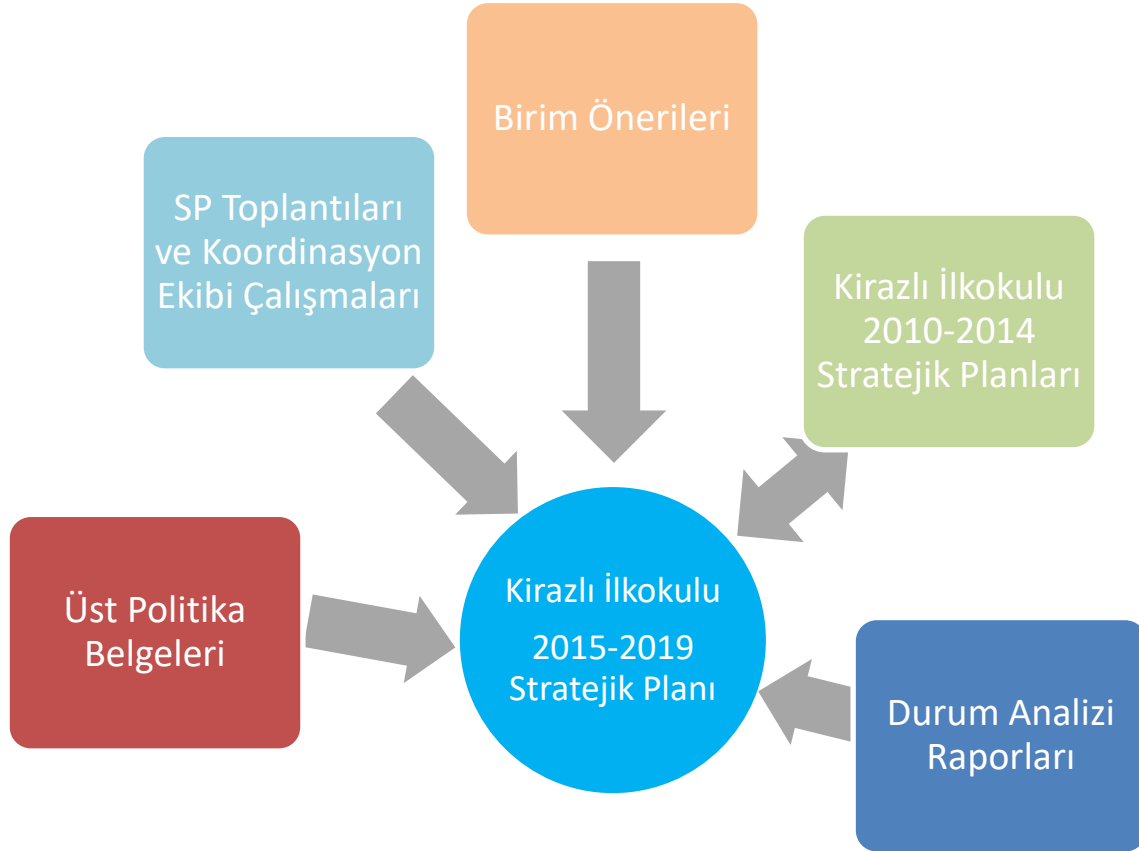 Birim Önerileri
SP Toplantıları
ve Koordinasyon
Ekibi Çalışmaları
Kirazlı İlkokulu
2010-2014
Stratejik Planları
Üst Politika
Belgeleri
Kirazlı İlkokulu
2015-2019
Stratejik Planı
Durum Analizi
Raporları